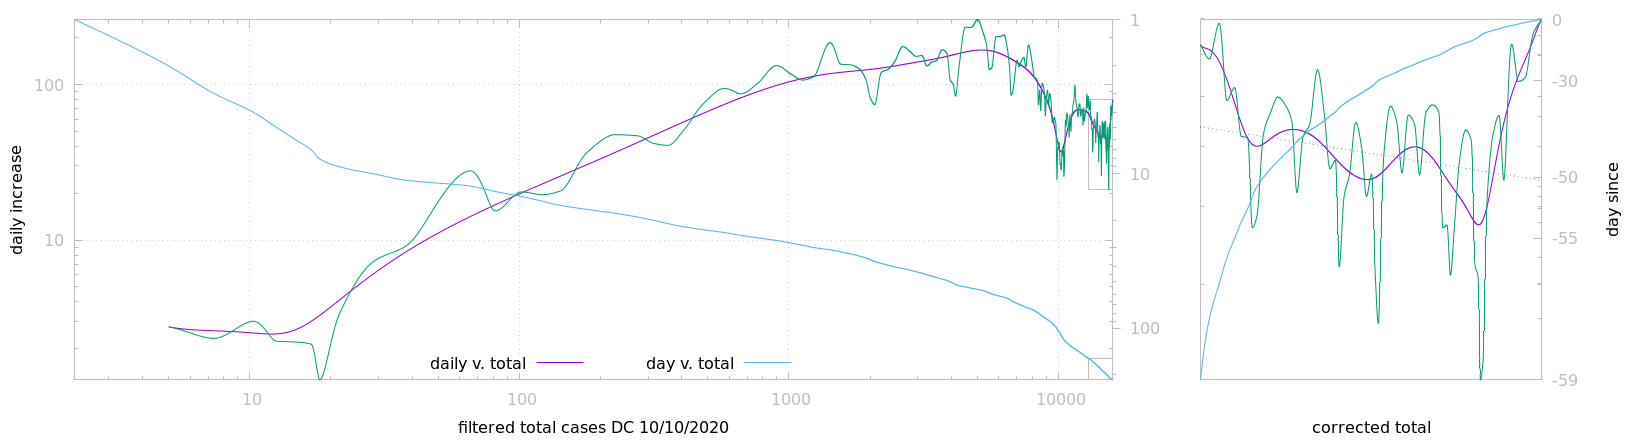 daily increase
100
10
daily v. total
day v. total
10
100
1000
10000
filtered total cases DC 10/10/2020
1
10
100
0
-30
-50
-55
-59
day since
corrected total